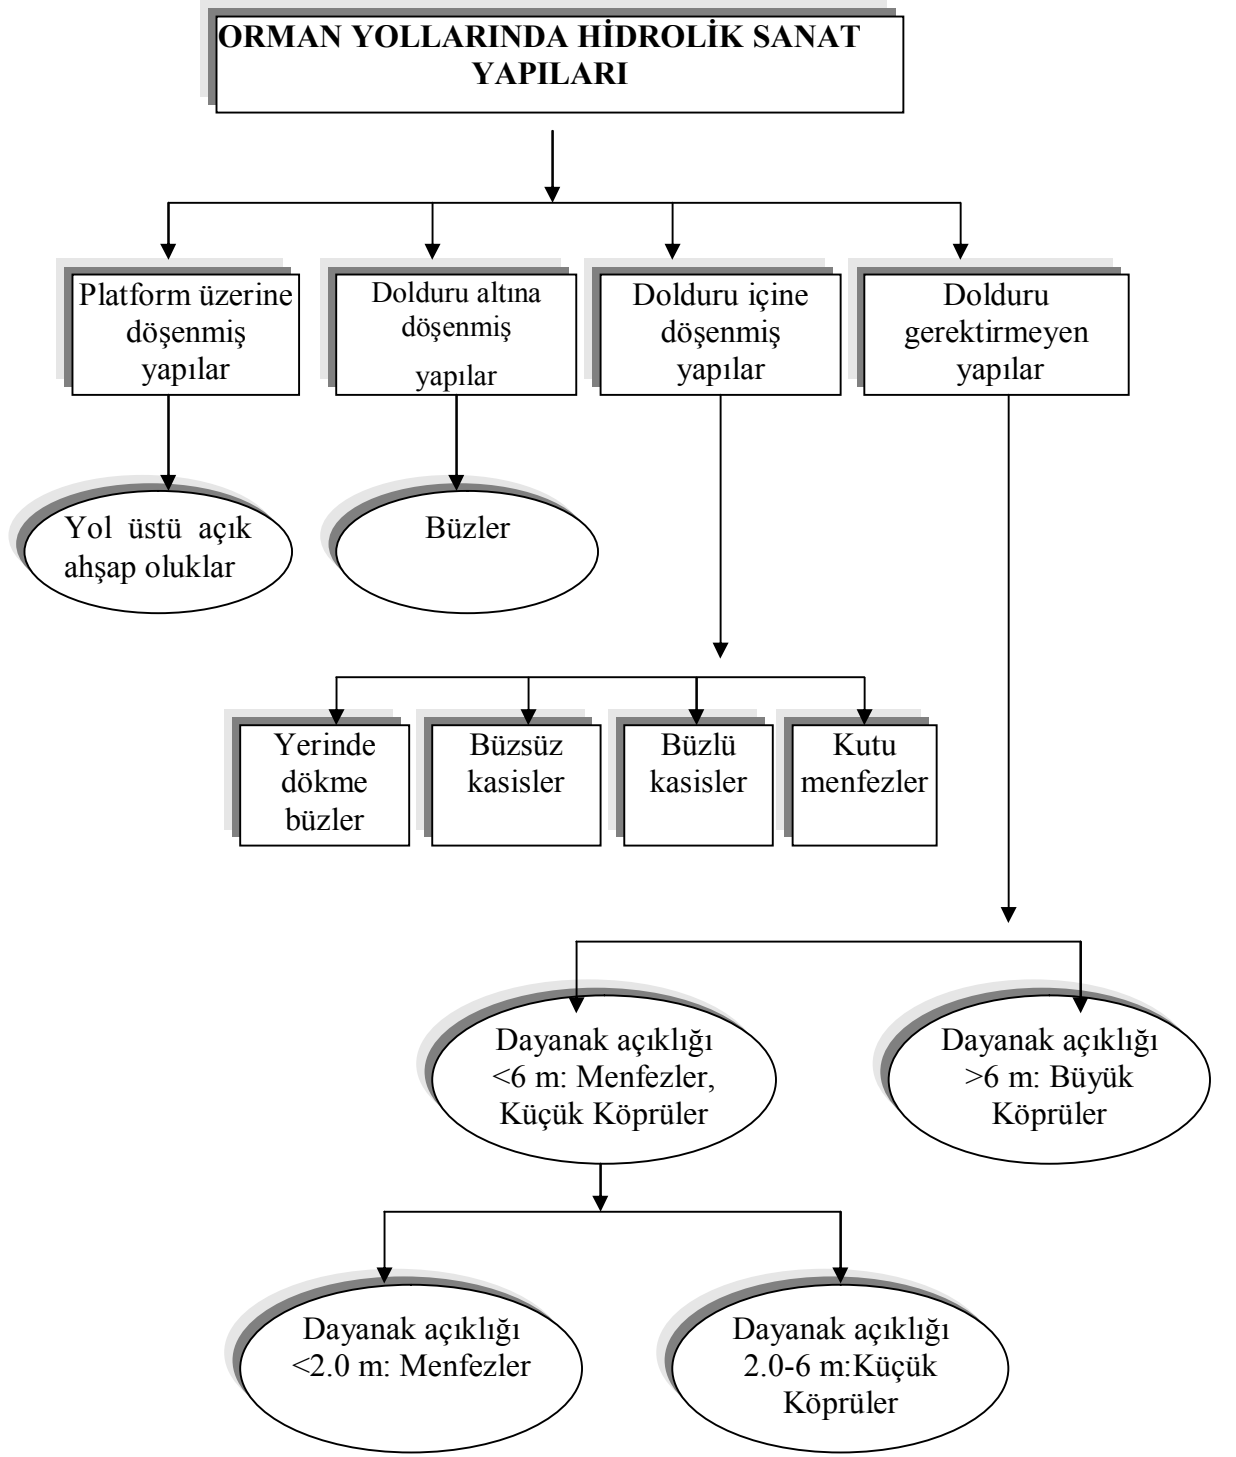 ORMAN YOLLARINDA HİDROLİK SANAT
YAPILARI
Platform üzerine
döşenmiş
yapılar
Dolduru altına
döşenmiş
yapılar
Dolduru içine
döşenmiş
yapılar
Dolduru
gerektirmeyen
yapılar
Yol üstü açık
ahşap oluklar
Büzler
Yerinde
dökme
büzler
Büzsüz
kasisler
Büzlü
kasisler
Kutu
menfezler
Dayanak açıklığı
<6 m: Menfezler,
Küçük Köprüler
Dayanak açıklığı
>6 m: Büyük
Köprüler
Dayanak açıklığı
<2.0 m: Menfezler
Dayanak açıklığı
2.0-6 m:Küçük
Köprüler